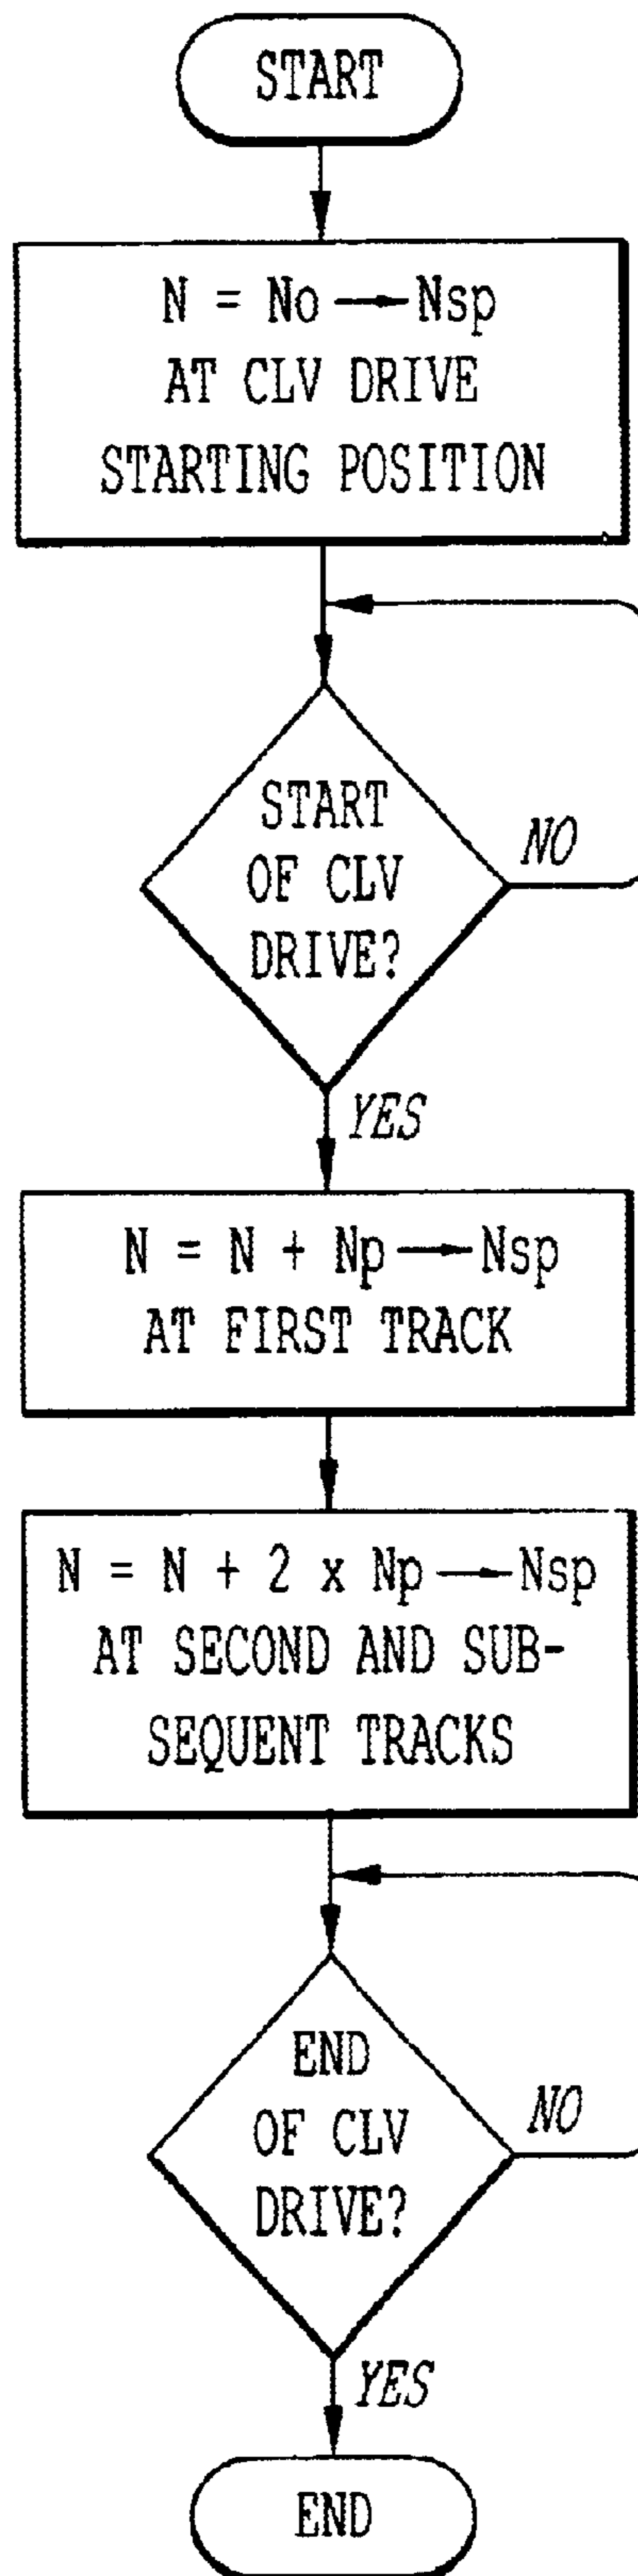 START
N = No → Nsp
AT CLV DRIVE
STARTING POSITION
START
OF CLV
DRIVE?
NO
YES
N = N + Np → Nsp
AT FIRST TRACK
N = N + 2 x Np → Nsp
AT SECOND AND SUB-
SEQUENT TRACKS
END
OF CLV
DRIVE?
NO
YES
END